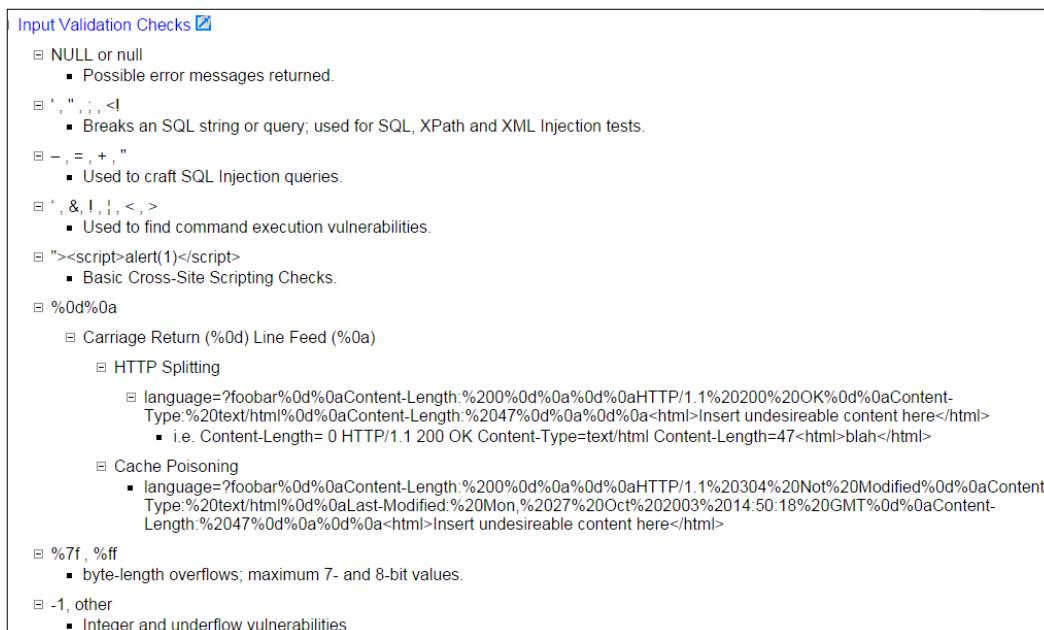 Input Validation Checks
NULL or null
Possible error messages returned.
' , " , ; , <!
Breaks an SQL string or query; used for SQL, XPath and XML Injection tests.
– , = , + , "
Used to craft SQL Injection queries.
‘ , &, ! , ¦ , < , >
Used to find command execution vulnerabilities.
"><script>alert(1)</script>
Basic Cross-Site Scripting Checks.
%0d%0a
Carriage Return (%0d) Line Feed (%0a)
HTTP Splitting
language=?foobar%0d%0aContent-Length:%200%0d%0a%0d%0aHTTP/1.1%20200%20OK%0d%0aContent-
Type:%20text/html%0d%0aContent-Length:%2047%0d%0a%0d%0a<html>Insert undesireable content here</html>
i.e. Content-Length= 0 HTTP/1.1 200 OK Content-Type=text/html Content-Length=47<html>blah</html>
Cache Poisoning
language=?foobar%0d%0aContent-Length:%200%0d%0a%0d%0aHTTP/1.1%20304%20Not%20Modified%0d%0aContent
Type:%20text/html%0d%0aLast-Modified:%20Mon,%2027%20Oct%202003%2014:50:18%20GMT%0d%0aContent-
Length:%2047%0d%0a%0d%0a<html>Insert undesireable content here</html>
%7f , %ff
byte-length overflows; maximum 7- and 8-bit values.
-1, other
Integer and underflow vulnerabilities.